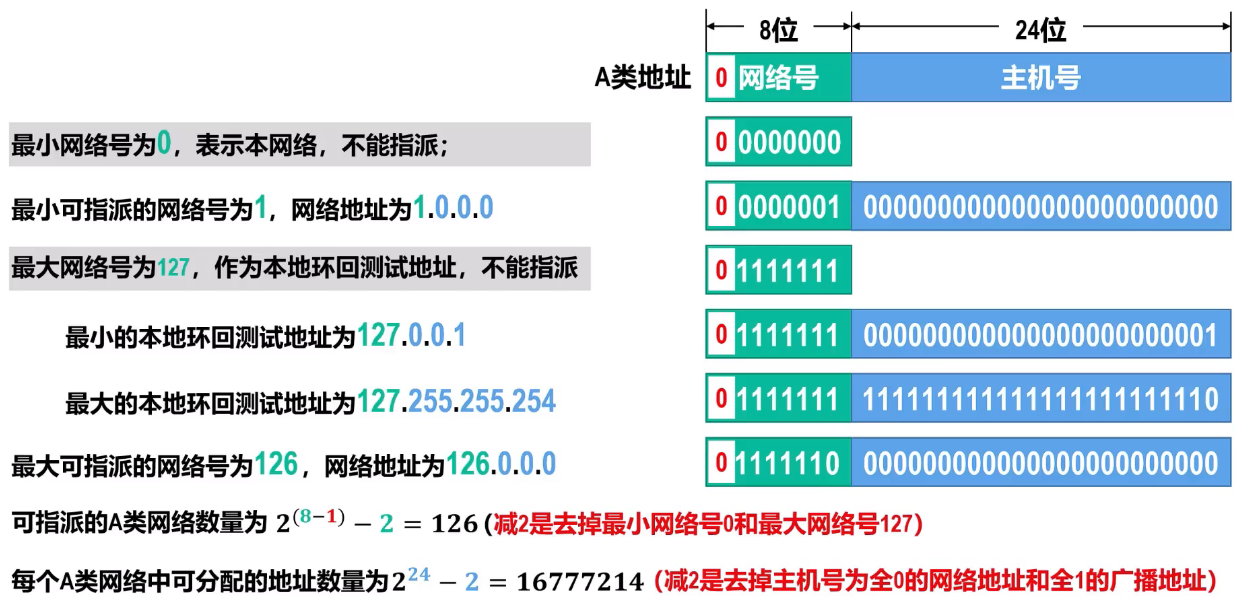 8位 24位
A类地址 0 网络号 主机号
最小网络号为0，表示本网络，不能指派； 0 0000000
最小可指派的网络号为1，网络地址为1.0.0.0 0 0000001 000000000000000000000000
最大网络号为127，作为本地环回测试地址，不能指派 0 1111111
最小的本地环回测试地址为127.0.0.1 0 1111111 000000000000000000000001
最大的本地环回测试地址为127.255.255.254 0 1111111 111111111111111111111110
最大可指派的网络号为126，网络地址为126.0.0.0 0 1111110 000000000000000000000000
可指派的A类网络数量为 2^(8−1) − 2 = 126 (减2是去掉最小网络号0和最大网络号127)
每个A类网络中可分配的地址数量为2^24 − 2 = 16777214（减2是去掉主机号为全0的网络地址和全1的广播地址）